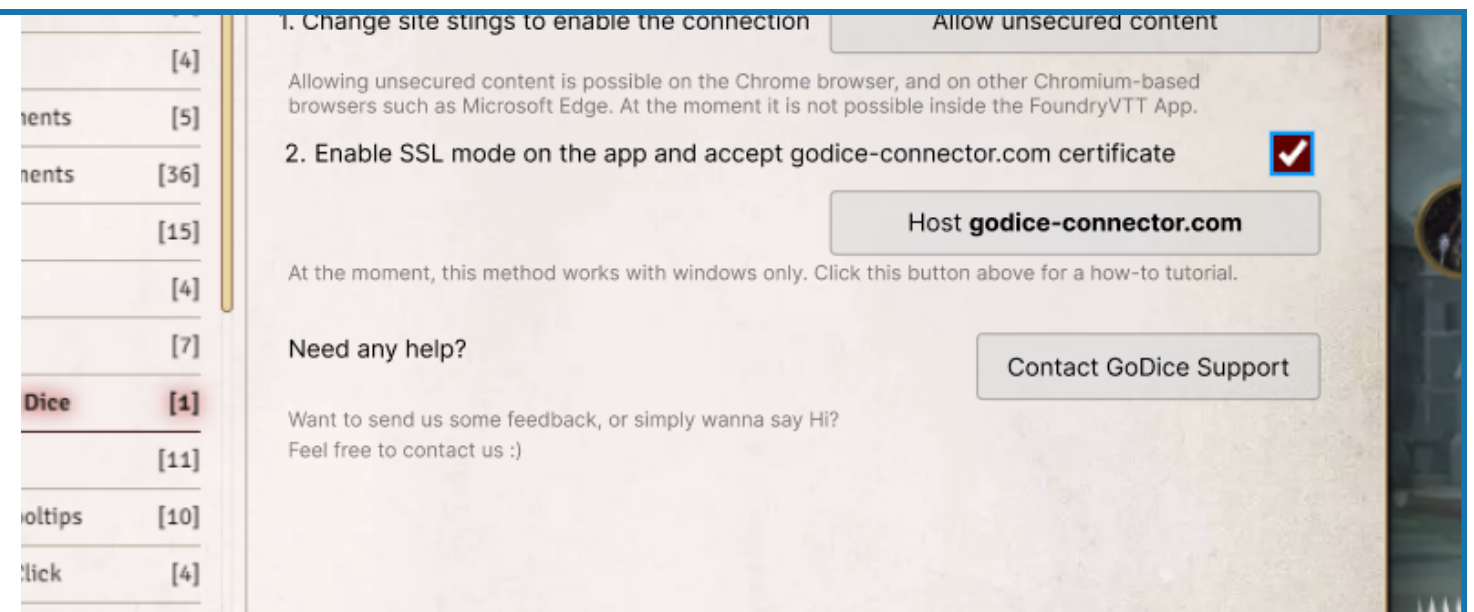 1. Change site stings to enable the connection
Allow unsecured content
[4]
Allowing unsecured content is possible on the Chrome browser, and on other Chromium-based
browsers such as Microsoft Edge. At the moment it is not possible inside the FoundryVTT App.
[5]
2. Enable SSL mode on the app and accept godice-connector.com certificate
[36]
Host godice-connector.com
[15]
At the moment, this method works with windows only. Click this button above for a how-to tutorial.
[4]
Need any help?
[7]
Contact GoDice Support
Dice [1]
Want to send us some feedback, or simply wanna say Hi?
Feel free to contact us :)
[11]
[10]
[4]